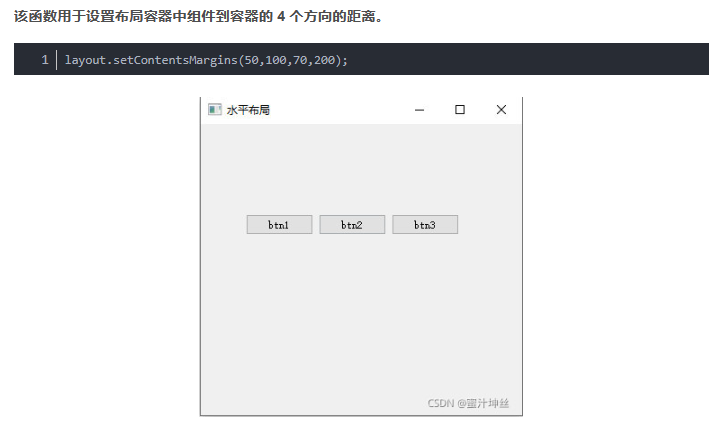 该函数用于设置布局容器中组件到容器的 4 个方向的距离。
1 layout.setContentsMargins(50,100,70,200);
水平布局
btn1 btn2 btn3
CSDN @蛮汁坤丝